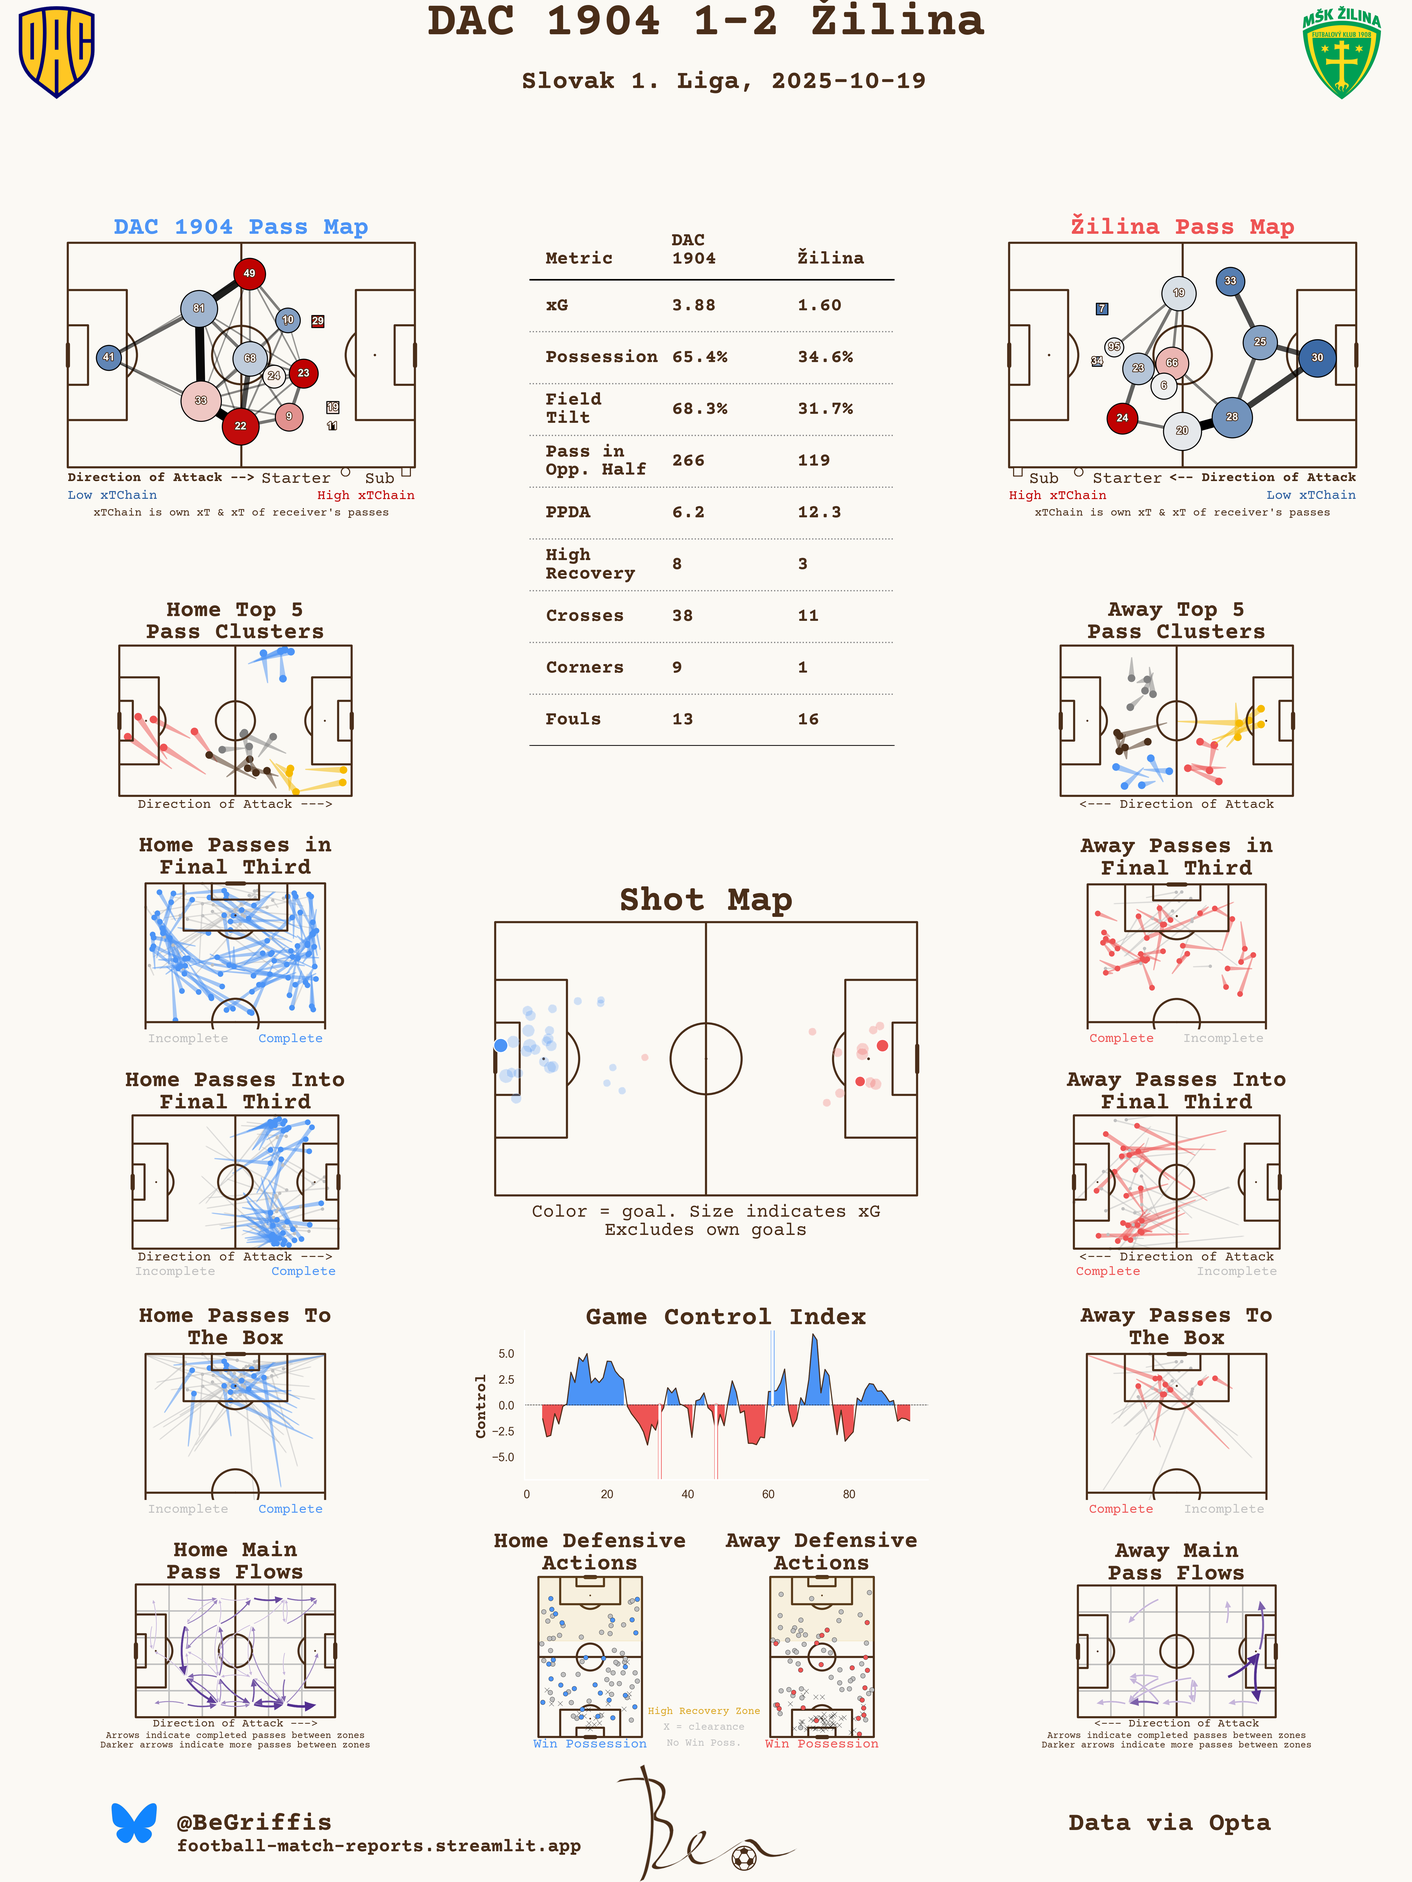 DAC 1904 1-2 Žilina
Slovak 1. Liga, 2025-10-19
DAC
MŠK ŽILINA
FUTBALOVÝ KLUB 1908
DAC 1904 Pass Map
49
81
10
29
41
68
24
23
33
19
9
22
11
Direction of Attack --> Starter Sub
Low xTChain High xTChain
xTChain is own xT & xT of receiver's passes
Metric DAC 1904 Žilina
xG 3.88 1.60
Possession 65.4% 34.6%
Field Tilt 68.3% 31.7%
Pass in Opp. Half 266 119
PPDA 6.2 12.3
High Recovery 8 3
Crosses 38 11
Corners 9 1
Fouls 13 16
Žilina Pass Map
33
19
7
95
25
34
66
30
23
6
24
28
20
Sub Starter <-- Direction of Attack
High xTChain Low xTChain
xTChain is own xT & xT of receiver's passes
Home Top 5
Pass Clusters
Direction of Attack --->
Away Top 5
Pass Clusters
<--- Direction of Attack
Home Passes in
Final Third
Incomplete Complete
Away Passes in
Final Third
Complete Incomplete
Shot Map
Color = goal. Size indicates xG
Excludes own goals
Home Passes Into
Final Third
Direction of Attack --->
Incomplete Complete
Away Passes Into
Final Third
<--- Direction of Attack
Complete Incomplete
Home Passes To
The Box
Incomplete Complete
Game Control Index
Control
5.0
2.5
0.0
−2.5
−5.0
0 20 40 60 80
Away Passes To
The Box
Complete Incomplete
Home Main
Pass Flows
Direction of Attack --->
Arrows indicate completed passes between zones
Darker arrows indicate more passes between zones
Home Defensive
Actions
Win Possession
High Recovery Zone
X = clearance
No Win Poss.
Away Defensive
Actions
Win Possession
Away Main
Pass Flows
<--- Direction of Attack
Arrows indicate completed passes between zones
Darker arrows indicate more passes between zones
@BeGriffis
football-match-reports.streamlit.app
Ben
Data via Opta